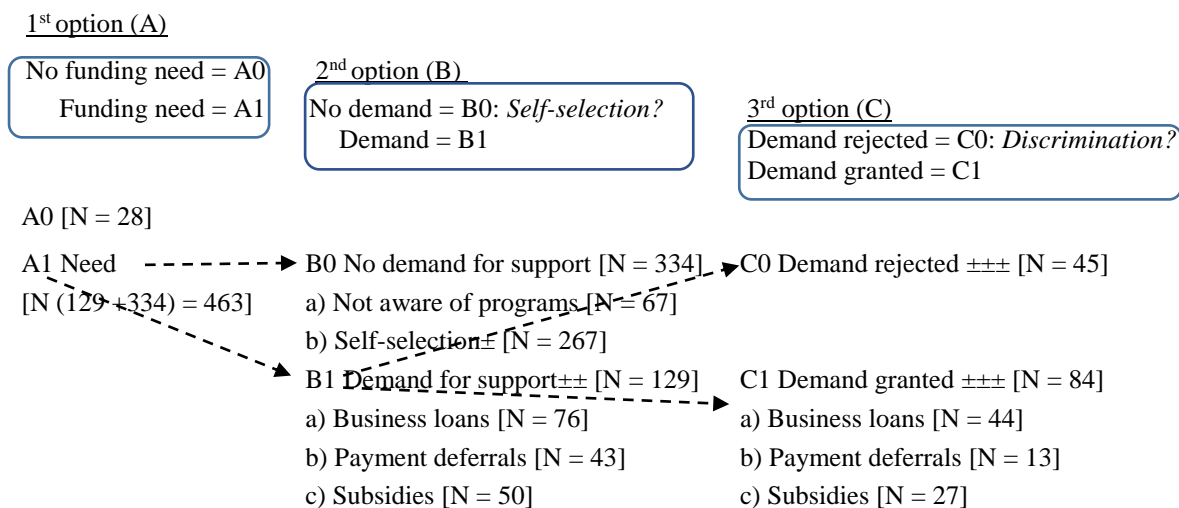 1st option (A)
No funding need = A0
Funding need = A1
2nd option (B)
No demand = B0: Self-selection?
Demand = B1
3rd option (C)
Demand rejected = C0: Discrimination?
Demand granted = C1
A0 [N = 28]
A1 Need
[N (129 +334) = 463]
B0 No demand for support [N = 334]
a) Not aware of programs [N = 67]
b) Self-selection± [N = 267]
B1 Demand for support±± [N = 129]
a) Business loans [N = 76]
b) Payment deferrals [N = 43]
c) Subsidies [N = 50]
C0 Demand rejected ±±± [N = 45]
C1 Demand granted ±±± [N = 84]
a) Business loans [N = 44]
b) Payment deferrals [N = 13]
c) Subsidies [N = 27]